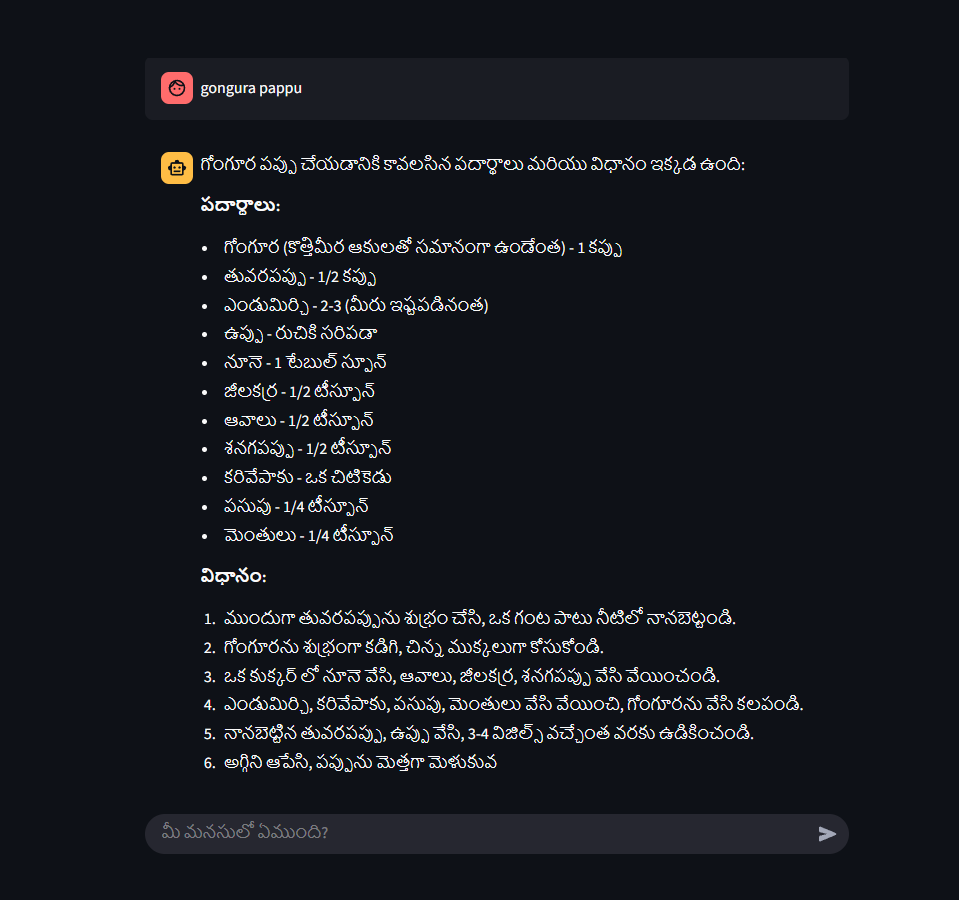 gongura pappu
గోంగూర పప్పు చేయడానికి కావలసిన పదార్థాలు మరియు విధానం ఇక్కడ ఉంది:
పదార్థాలు:
• గోంగూర (కొత్తిమీర ఆకులతో సమానంగా ఉండేంత) - 1 కప్పు
• తువరపప్పు - 1/2 కప్పు
• ఎండుమిర్చి - 2-3 (మీరు ఇష్టపడినంత)
• ఉప్పు - రుచికి సరిపడా
• నూనె - 1 టేబుల్ స్పూన్
• జీలకర్ర - 1/2 టీస్పూన్
• ఆవాలు - 1/2 టీస్పూన్
• శనగపప్పు - 1/2 టీస్పూన్
• కరివేపాకు - ఒక చిటికెడు
• పసుపు - 1/4 టీస్పూన్
• మెంతులు - 1/4 టీస్పూన్
విధానం:
1. ముందుగా తువరపప్పును శుభ్రం చేసి, ఒక గంట పాటు నీటిలో నానబెట్టండి.
2. గోంగూరను శుభ్రంగా కడిగి, చిన్న ముక్కలుగా కోసుకోండి.
3. ఒక కుక్కర్ లో నూనె వేసి, ఆవాలు, జీలకర్ర, శనగపప్పు వేసి వేయించండి.
4. ఎండుమిర్చి, కరివేపాకు, పసుపు, మెంతులు వేసి వేయించి, గోంగూరను వేసి కలపండి.
5. నానబెట్టిన తువరపప్పు, ఉప్పు వేసి, 3-4 విజిల్స్ వచ్చేంత వరకు ఉడికించండి.
6. అగ్గిని ఆపేసి, పప్పును మెత్తగా మెళుకువ
మీ మనసులో ఏముంది?